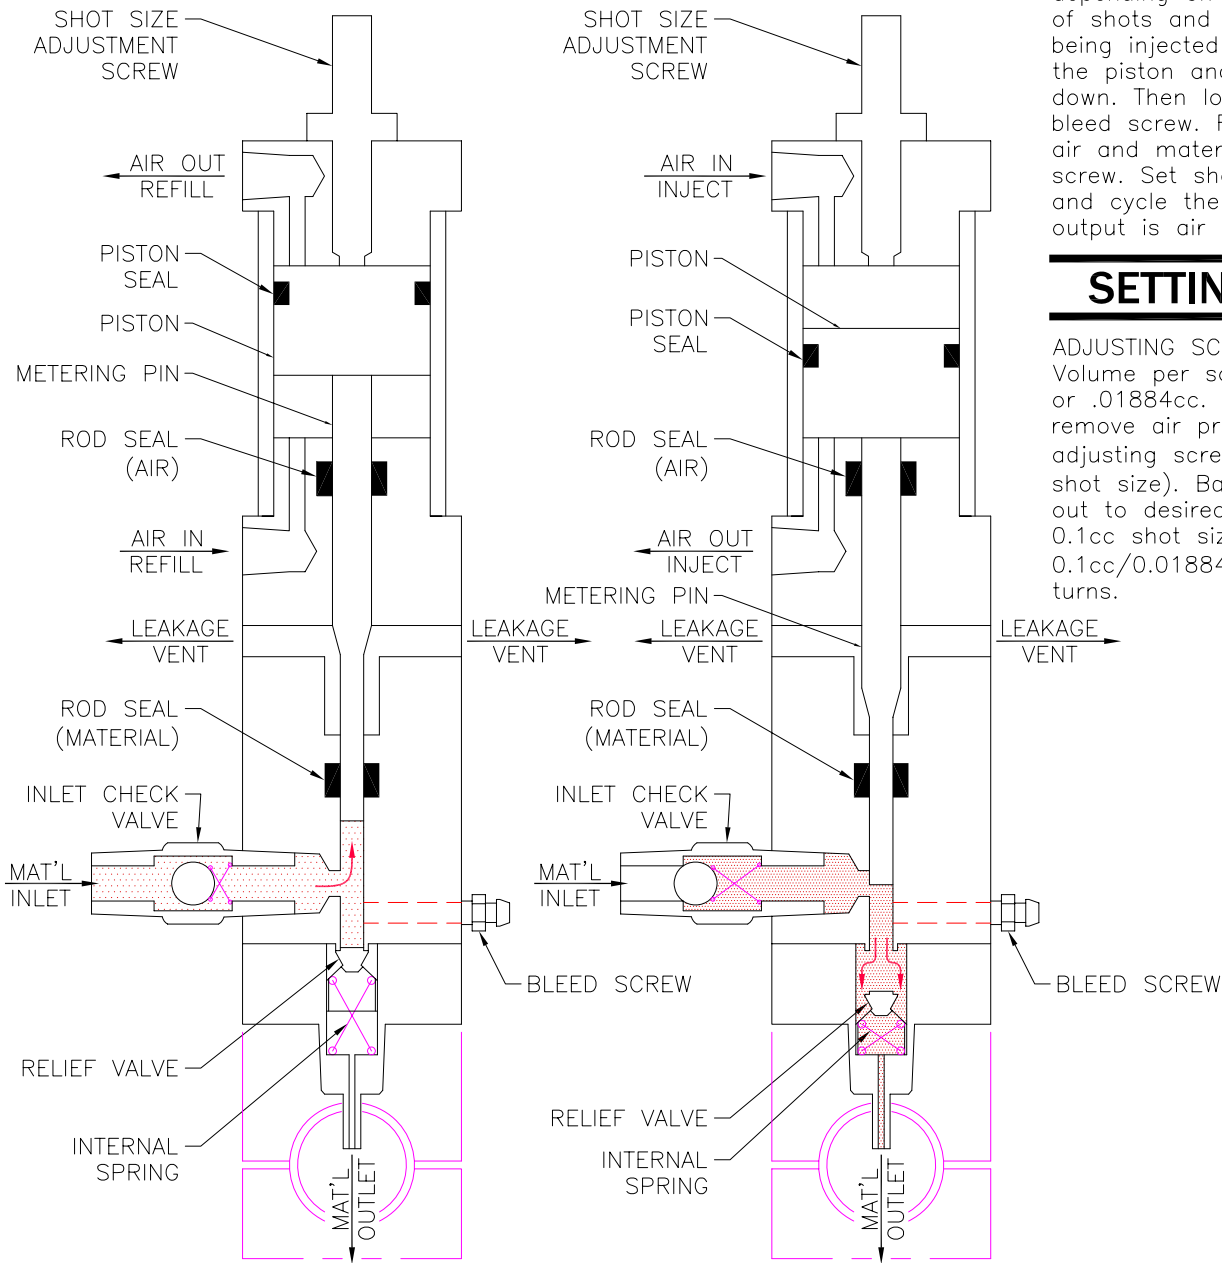 SHOT SIZE
ADJUSTMENT
SCREW
AIR OUT
REFILL
PISTON
SEAL
PISTON
METERING PIN
ROD SEAL
(AIR)
AIR IN
REFILL
LEAKAGE
VENT
LEAKAGE
VENT
ROD SEAL
(MATERIAL)
INLET CHECK
VALVE
MAT'L
INLET
BLEED SCREW
RELIEF VALVE
INTERNAL
SPRING
MAT'L
OUTLET
SHOT SIZE
ADJUSTMENT
SCREW
AIR IN
INJECT
PISTON
PISTON
SEAL
ROD SEAL
(AIR)
AIR OUT
INJECT
METERING PIN
LEAKAGE
VENT
LEAKAGE
VENT
ROD SEAL
(MATERIAL)
INLET CHECK
VALVE
MAT'L
INLET
BLEED SCREW
RELIEF VALVE
INTERNAL
SPRING
MAT'L
OUTLET
depending on
of shots and
being injected
the piston and
down. Then lo
bleed screw.
air and mater
screw. Set sh
and cycle the
output is air
SETTIN
ADJUSTING SC
Volume per sc
or .01884cc.
remove air pr
adjusting scre
shot size). Ba
out to desired
0.1cc shot siz
0.1cc/0.01884
turns.